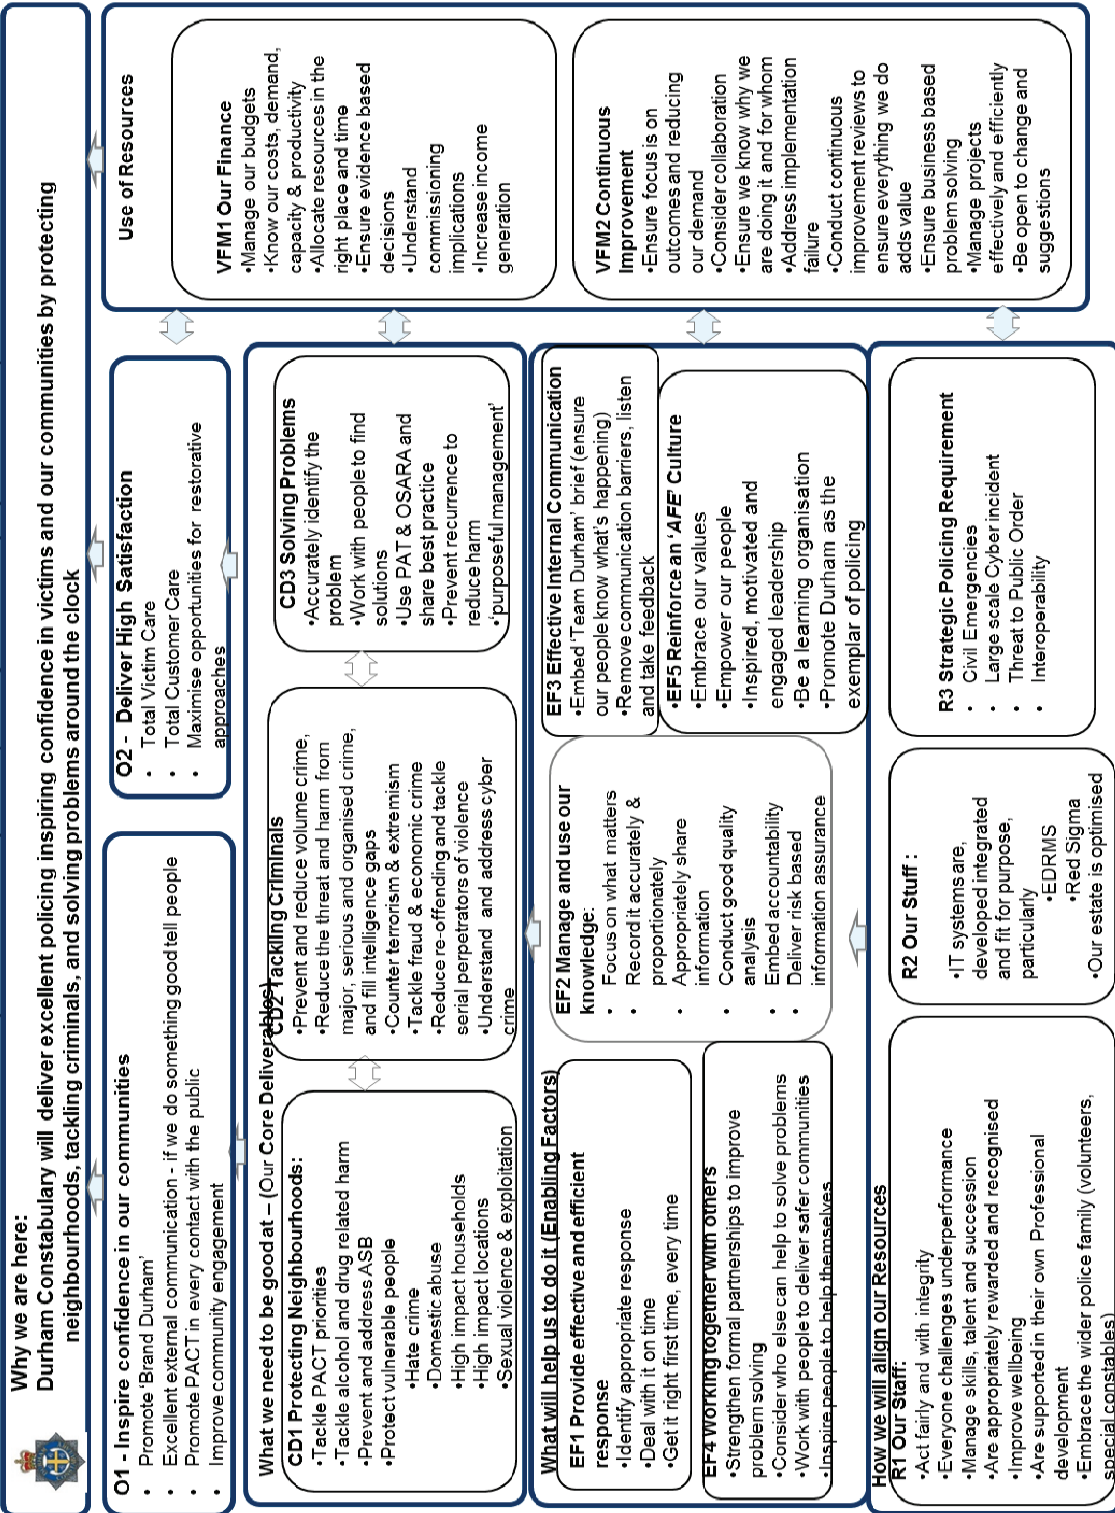 Why we are here:
Durham Constabulary will deliver excellent policing inspiring confidence in victims and our communities by protecting
neighbourhoods, tackling criminals, and solving problems around the clock
O1 - Inspire confidence in our communities
• Promote 'Brand Durham'
• Excellent external communication - if we do something good tell people
• Promote PACT in every contact with the public
• Improve community engagement
O2 - Deliver High Satisfaction
• Total Victim Care
• Total Customer Care
• Maximise opportunities for restorative
approaches
What we need to be good at – (Our Core Deliverables)
CD1 Protecting Neighbourhoods:
•Tackle PACT priorities
•Tackle alcohol and drug related harm
•Prevent and address ASB
•Protect vulnerable people
•Hate crime
•Domestic abuse
•High impact households
•High impact locations
•Sexual violence & exploitation
CD2 Tackling Criminals
•Prevent and reduce volume crime,
•Reduce the threat and harm from
major, serious and organised crime,
and fill intelligence gaps
•Counter terrorism & extremism
•Tackle fraud & economic crime
•Reduce re-offending and tackle
serial perpetrators of violence
•Understand and address cyber
crime
CD3 Solving Problems
•Accurately identify the
problem
•Work with people to find
solutions
•Use PAT & OSARA and
share best practice
•Prevent recurrence to
reduce harm
•'purposeful management'
What will help us to do it (Enabling Factors)
EF1 Provide effective and efficient
response
•Identify appropriate response
•Deal with it on time
•Get it right first time, every time
EF4 Working together with others
•Strengthen formal partnerships to improve
problem solving
•Consider who else can help to solve problems
•Work with people to deliver safer communities
•Inspire people to help themselves
EF2 Manage and use our
knowledge:
• Focus on what matters
• Record it accurately &
proportionately
• Appropriately share
information
• Conduct good quality
analysis
• Embed accountability
• Deliver risk based
information assurance
EF3 Effective Internal Communication
•Embed 'Team Durham' brief (ensure
our people know what's happening)
•Remove communication barriers, listen
and take feedback
•EF5 Reinforce an 'AFE' Culture
•Embrace our values
•Empower our people
•Inspired, motivated and
engaged leadership
•Be a learning organisation
•Promote Durham as the
exemplar of policing
How we will align our Resources
R1 Our Staff:
•Act fairly and with integrity
•Everyone challenges underperformance
•Manage skills, talent and succession
•Are appropriately rewarded and recognised
•Improve wellbeing
•Are supported in their own Professional
development
•Embrace the wider police family (volunteers,
special constables)
R2 Our Stuff :
•IT systems are,
developed integrated
and fit for purpose,
particularly
•EDRMS
•Red Sigma
•Our estate is optimised
R3 Strategic Policing Requirement
• Civil Emergencies
• Large scale Cyber incident
• Threat to Public Order
• Interoperability
Use of Resources
VFM1 Our Finance
•Manage our budgets
•Know our costs, demand,
capacity & productivity
•Allocate resources in the
right place and time
•Ensure evidence based
decisions
•Understand
commissioning
implications
•Increase income
generation
VFM2 Continuous
Improvement
•Ensure focus is on
outcomes and reducing
our demand
•Consider collaboration
•Ensure we know why we
are doing it and for whom
•Address implementation
failure
•Conduct continuous
improvement reviews to
ensure everything we do
adds value
•Ensure business based
problem solving
•Manage projects
effectively and efficiently
•Be open to change and
suggestions